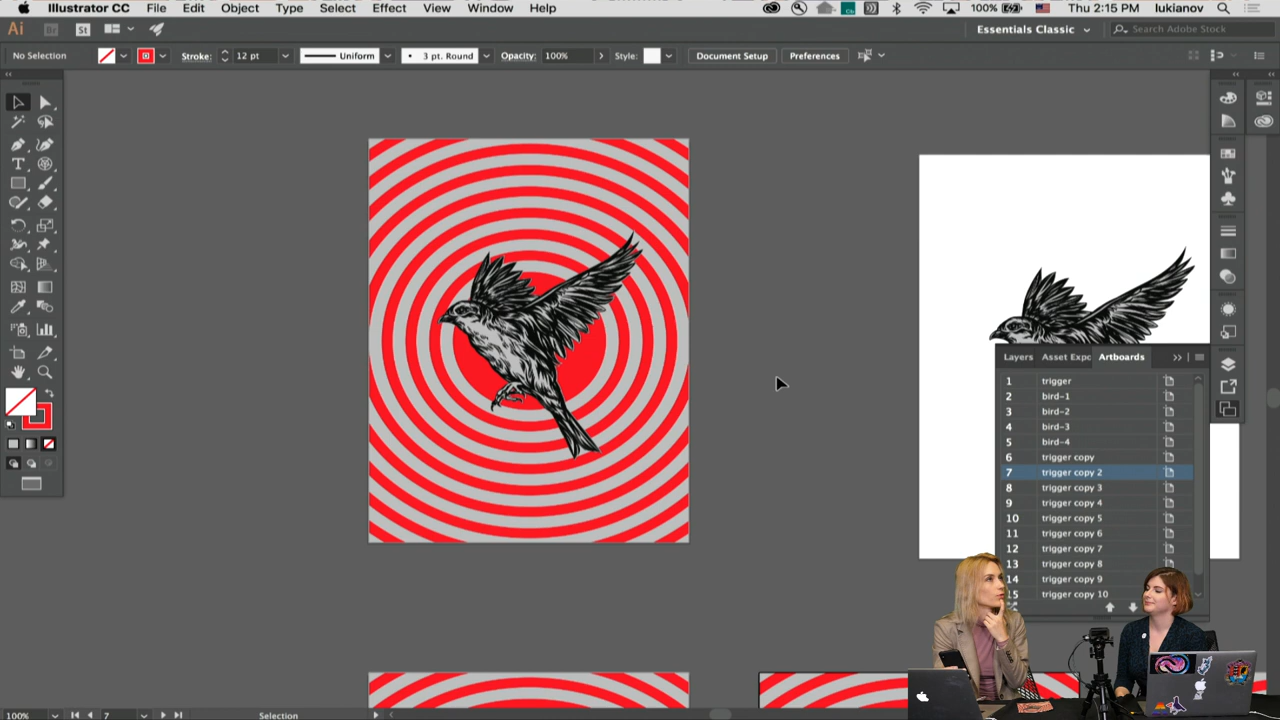 Illustrator CC File Edit Object Type Select Effect View Window Help 100% Thu 2:15 PM lukianov
Ai Br St Essentials Classic Search Adobe Stock
No Selection Stroke: 12 pt Uniform 3 pt. Round Opacity: 100% Style: Document Setup Preferences
Layers Asset Expc Artboards
1 trigger
2 bird-1
3 bird-2
4 bird-3
5 bird-4
6 trigger copy
7 trigger copy 2
8 trigger copy 3
9 trigger copy 4
10 trigger copy 5
11 trigger copy 6
12 trigger copy 7
13 trigger copy 8
14 trigger copy 9
15 trigger copy 10
100% 7 Selection